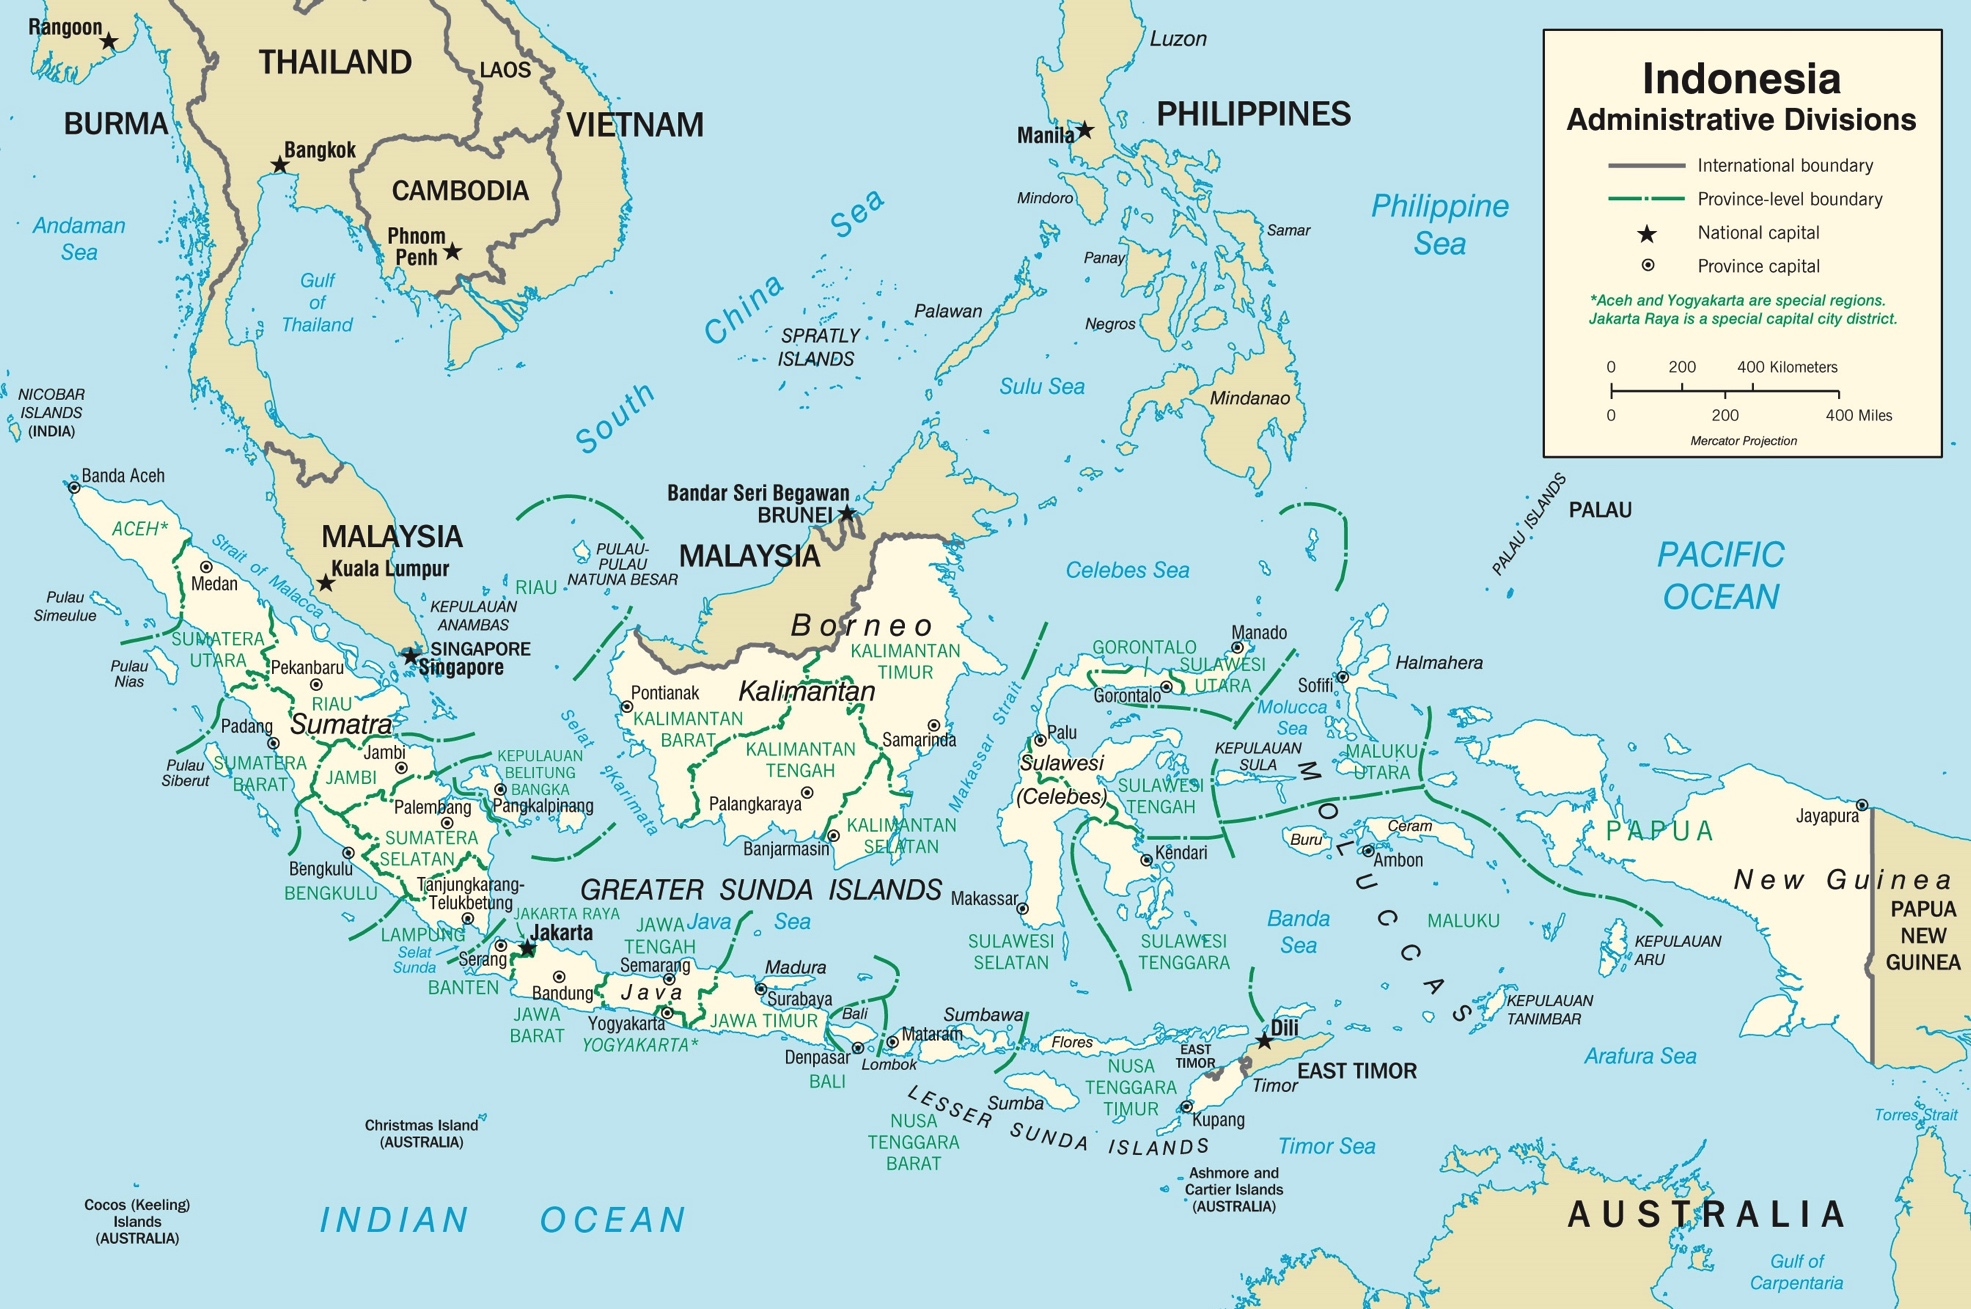 Indonesia
Administrative Divisions
International boundary
Province-level boundary
National capital
Province capital
*Aceh and Yogyakarta are special regions.
Jakarta Raya is a special capital city district.
0 200 400 Kilometers
0 200 400 Miles
Mercator Projection
Rangoon
THAILAND
LAOS
BURMA
VIETNAM
Bangkok
CAMBODIA
Phnom
Penh
Andaman
Sea
Gulf
of
Thailand
Luzon
PHILIPPINES
Manila
Mindoro
Philippine
Sea
Samar
Panay
Palawan
Negros
South China Sea
SPRATLY
ISLANDS
Sulu Sea
Mindanao
NICOBAR
ISLANDS
(INDIA)
Banda Aceh
ACEH*
Strait of Malacca
MALAYSIA
Kuala Lumpur
Medan
Pulau
Simeulue
SUMATERA
UTARA
Pulau
Nias
Bandar Seri Begawan
BRUNEI
MALAYSIA
PULAU-
PULAU
NATUNA BESAR
RIAU
KEPULAUAN
ANAMBAS
SINGAPORE
Singapore
Celebes Sea
PALAU ISLANDS
PALAU
PACIFIC
OCEAN
Borneo
KALIMANTAN
TIMUR
Pekanbaru
RIAU
Sumatra
Padang
Pulau
Siberut
SUMATERA
BARAT
Jambi
JAMBI
KEPULAUAN
BELITUNG
BANGKA
Pangkalpinang
Palembang
SUMATERA
SELATAN
Bengkulu
BENGKULU
Tanjungkarang-
Telukbetung
LAMPUNG
Selat
Sunda
Selat Karimata
Pontianak
KALIMANTAN
BARAT
Kalimantan
KALIMANTAN
TENGAH
Palangkaraya
Samarinda
Banjarmasin
KALIMANTAN
SELATAN
Makassar Strait
GORONTALO
Gorontalo
Manado
SULAWESI
UTARA
Palu
Sulawesi
(Celebes)
SULAWESI
TENGAH
Kendari
Makassar
SULAWESI
SELATAN
SULAWESI
TENGGARA
Halmahera
Sofifi
Molucca
Sea
KEPULAUAN
SULA
MALUKU
UTARA
MOLUCCAS
Buru
Ceram
Ambon
Banda
Sea
MALUKU
PAPUA
Jayapura
New Guinea
PAPUA
NEW
GUINEA
KEPULAUAN
ARU
KEPULAUAN
TANIMBAR
Arafura Sea
GREATER SUNDA ISLANDS
Java Sea
JAKARTA RAYA
Jakarta
Serang
BANTEN
Bandung
JAWA
BARAT
JAWA
TENGAH
Semarang
Java
Yogyakarta
YOGYAKARTA*
Madura
Surabaya
JAWA TIMUR
Bali
Denpasar
BALI
Mataram
Lombok
Sumbawa
NUSA
TENGGARA
BARAT
Flores
Sumba
LESSER SUNDA ISLANDS
NUSA
TENGGARA
TIMUR
EAST
TIMOR
Dili
EAST TIMOR
Timor
Kupang
Timor Sea
Ashmore and
Cartier Islands
(AUSTRALIA)
Christmas Island
(AUSTRALIA)
Cocos (Keeling)
Islands
(AUSTRALIA)
INDIAN OCEAN
Torres Strait
AUSTRALIA
Gulf of
Carpentaria